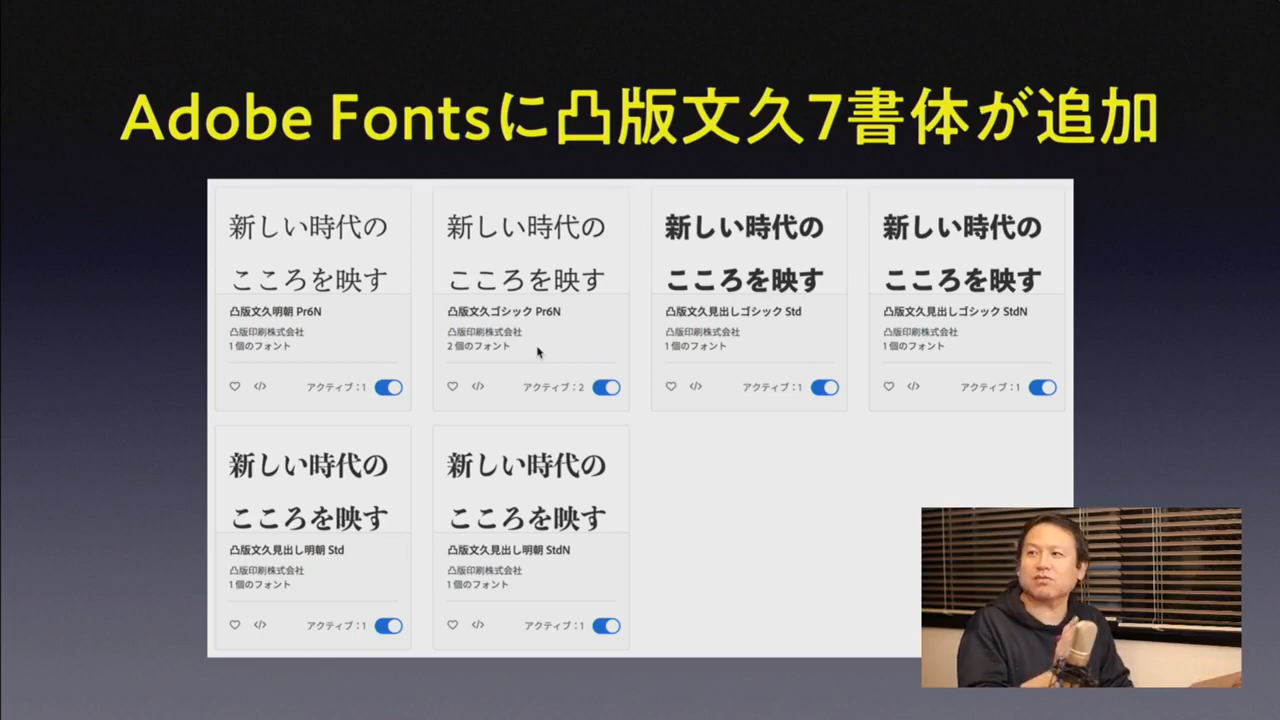 Adobe Fontsに凸版文久7書体が追加
新しい時代の
こころを映す
凸版文久明朝 Pr6N
凸版印刷株式会社
1個のフォント
</> アクティブ：1
新しい時代の
こころを映す
凸版文久ゴシック Pr6N
凸版印刷株式会社
2個のフォント
</> アクティブ：2
新しい時代の
こころを映す
凸版文久見出しゴシック Std
凸版印刷株式会社
1個のフォント
</> アクティブ：1
新しい時代の
こころを映す
凸版文久見出しゴシック StdN
凸版印刷株式会社
1個のフォント
</> アクティブ：1
新しい時代の
こころを映す
凸版文久見出し明朝 Std
凸版印刷株式会社
1個のフォント
</> アクティブ：1
新しい時代の
こころを映す
凸版文久見出し明朝 StdN
凸版印刷株式会社
1個のフォント
</> アクティブ：1